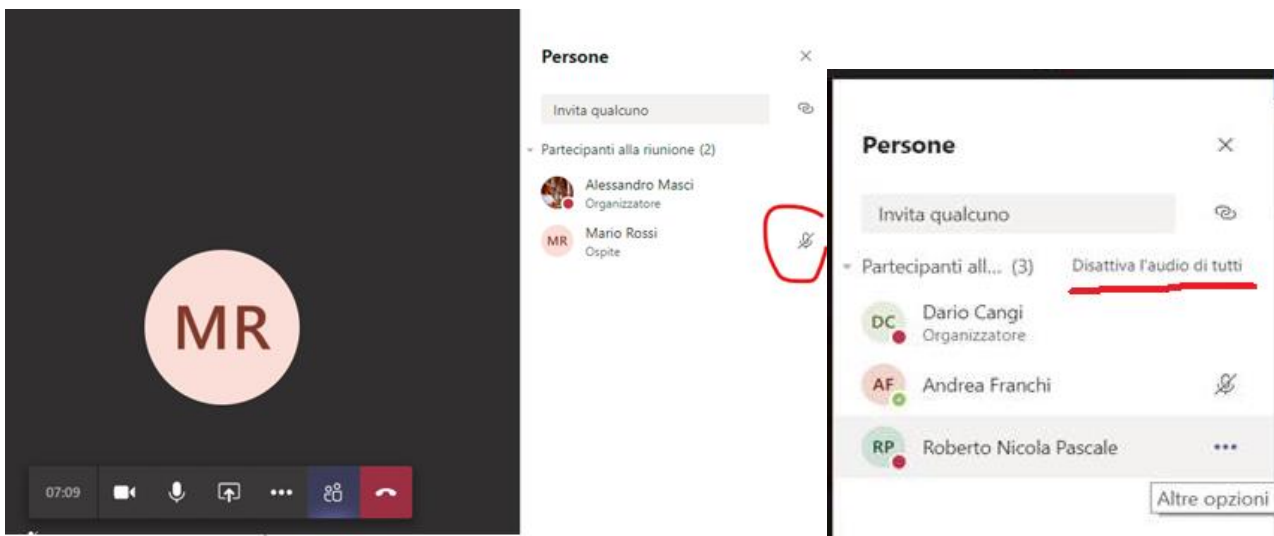 MR
07:09
Persone
Invita qualcuno
Partecipanti alla riunione (2)
Alessandro Masci
Organizzatore
MR
Mario Rossi
Ospite
Persone
Invita qualcuno
Partecipanti all... (3) Disattiva l'audio di tutti
DC
Dario Cangi
Organizzatore
AF Andrea Franchi
RP Roberto Nicola Pascale
Altre opzioni